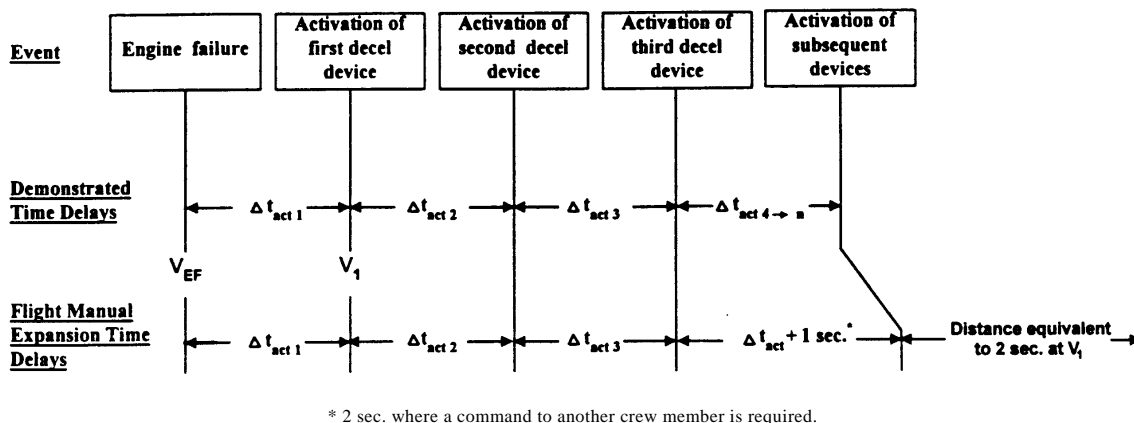 Event
Engine failure
Activation of
first decel
device
Activation of
second decel
device
Activation of
third decel
device
Activation of
subsequent
devices
Demonstrated
Time Delays
Δ t act 1
Δ t act 2
Δ t act 3
Δ t act 4→ n
V EF
V 1
Flight Manual
Expansion Time
Delays
Δ t act 1
Δ t act 2
Δ t act 3
Δ t act + 1 sec.*
Distance equivalent
to 2 sec. at V1
* 2 sec. where a command to another crew member is required.